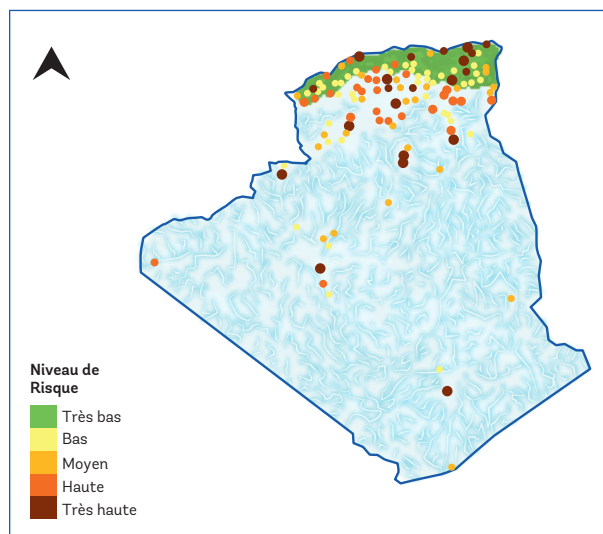 Niveau de
Risque
Très bas
Bas
Moyen
Haute
Très haute